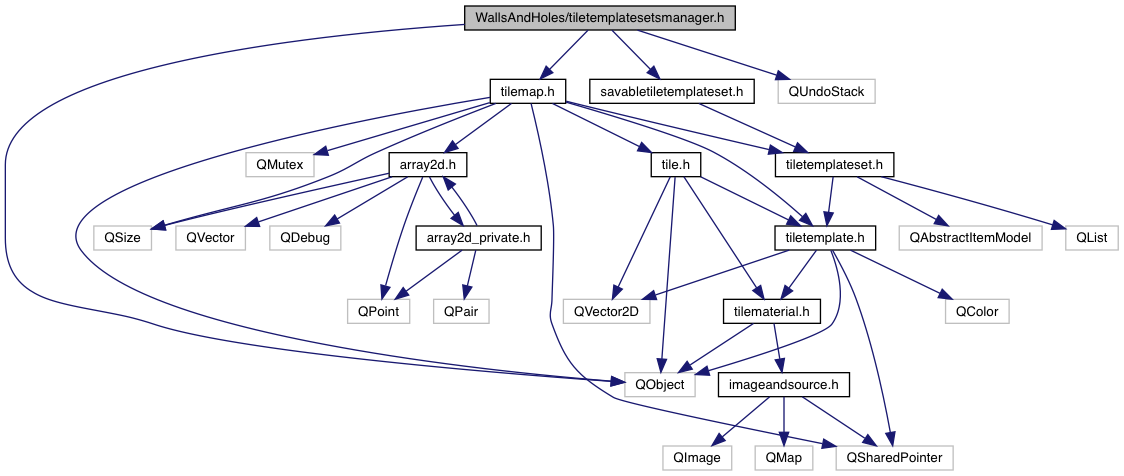 WallsAndHoles/tiletemplatesetsmanager.h
tilemap.h
savabletiletemplateset.h
QUndoStack
QMutex
array2d.h
tile.h
tiletemplateset.h
QSize
QVector
QDebug
array2d_private.h
tiletemplate.h
QAbstractItemModel
QList
QPoint
QPair
QVector2D
tilematerial.h
QColor
QObject
imageandsource.h
QImage
QMap
QSharedPointer